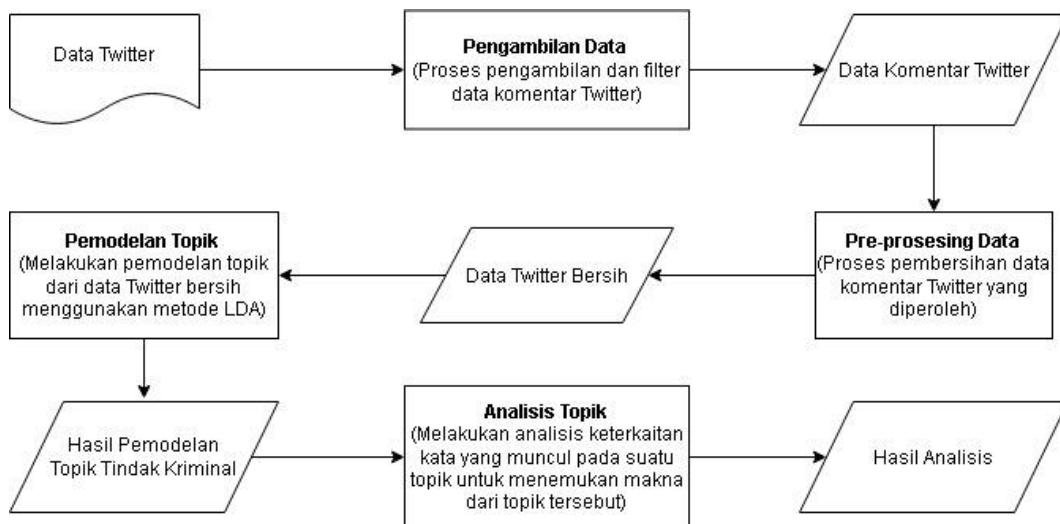 Data Twitter
Pengambilan Data
(Proses pengambilan dan filter
data komentar Twitter)
Data Komentar Twitter
Pre-prosesing Data
(Proses pembersihan data
komentar Twitter yang
diperoleh)
Data Twitter Bersih
Pemodelan Topik
(Melakukan pemodelan topik
dari data Twitter bersih
menggunakan metode LDA)
Hasil Pemodelan
Topik Tindak Kriminal
Analisis Topik
(Melakukan analisis keterkaitan
kata yang muncul pada suatu
topik untuk menemukan makna
dari topik tersebut)
Hasil Analisis